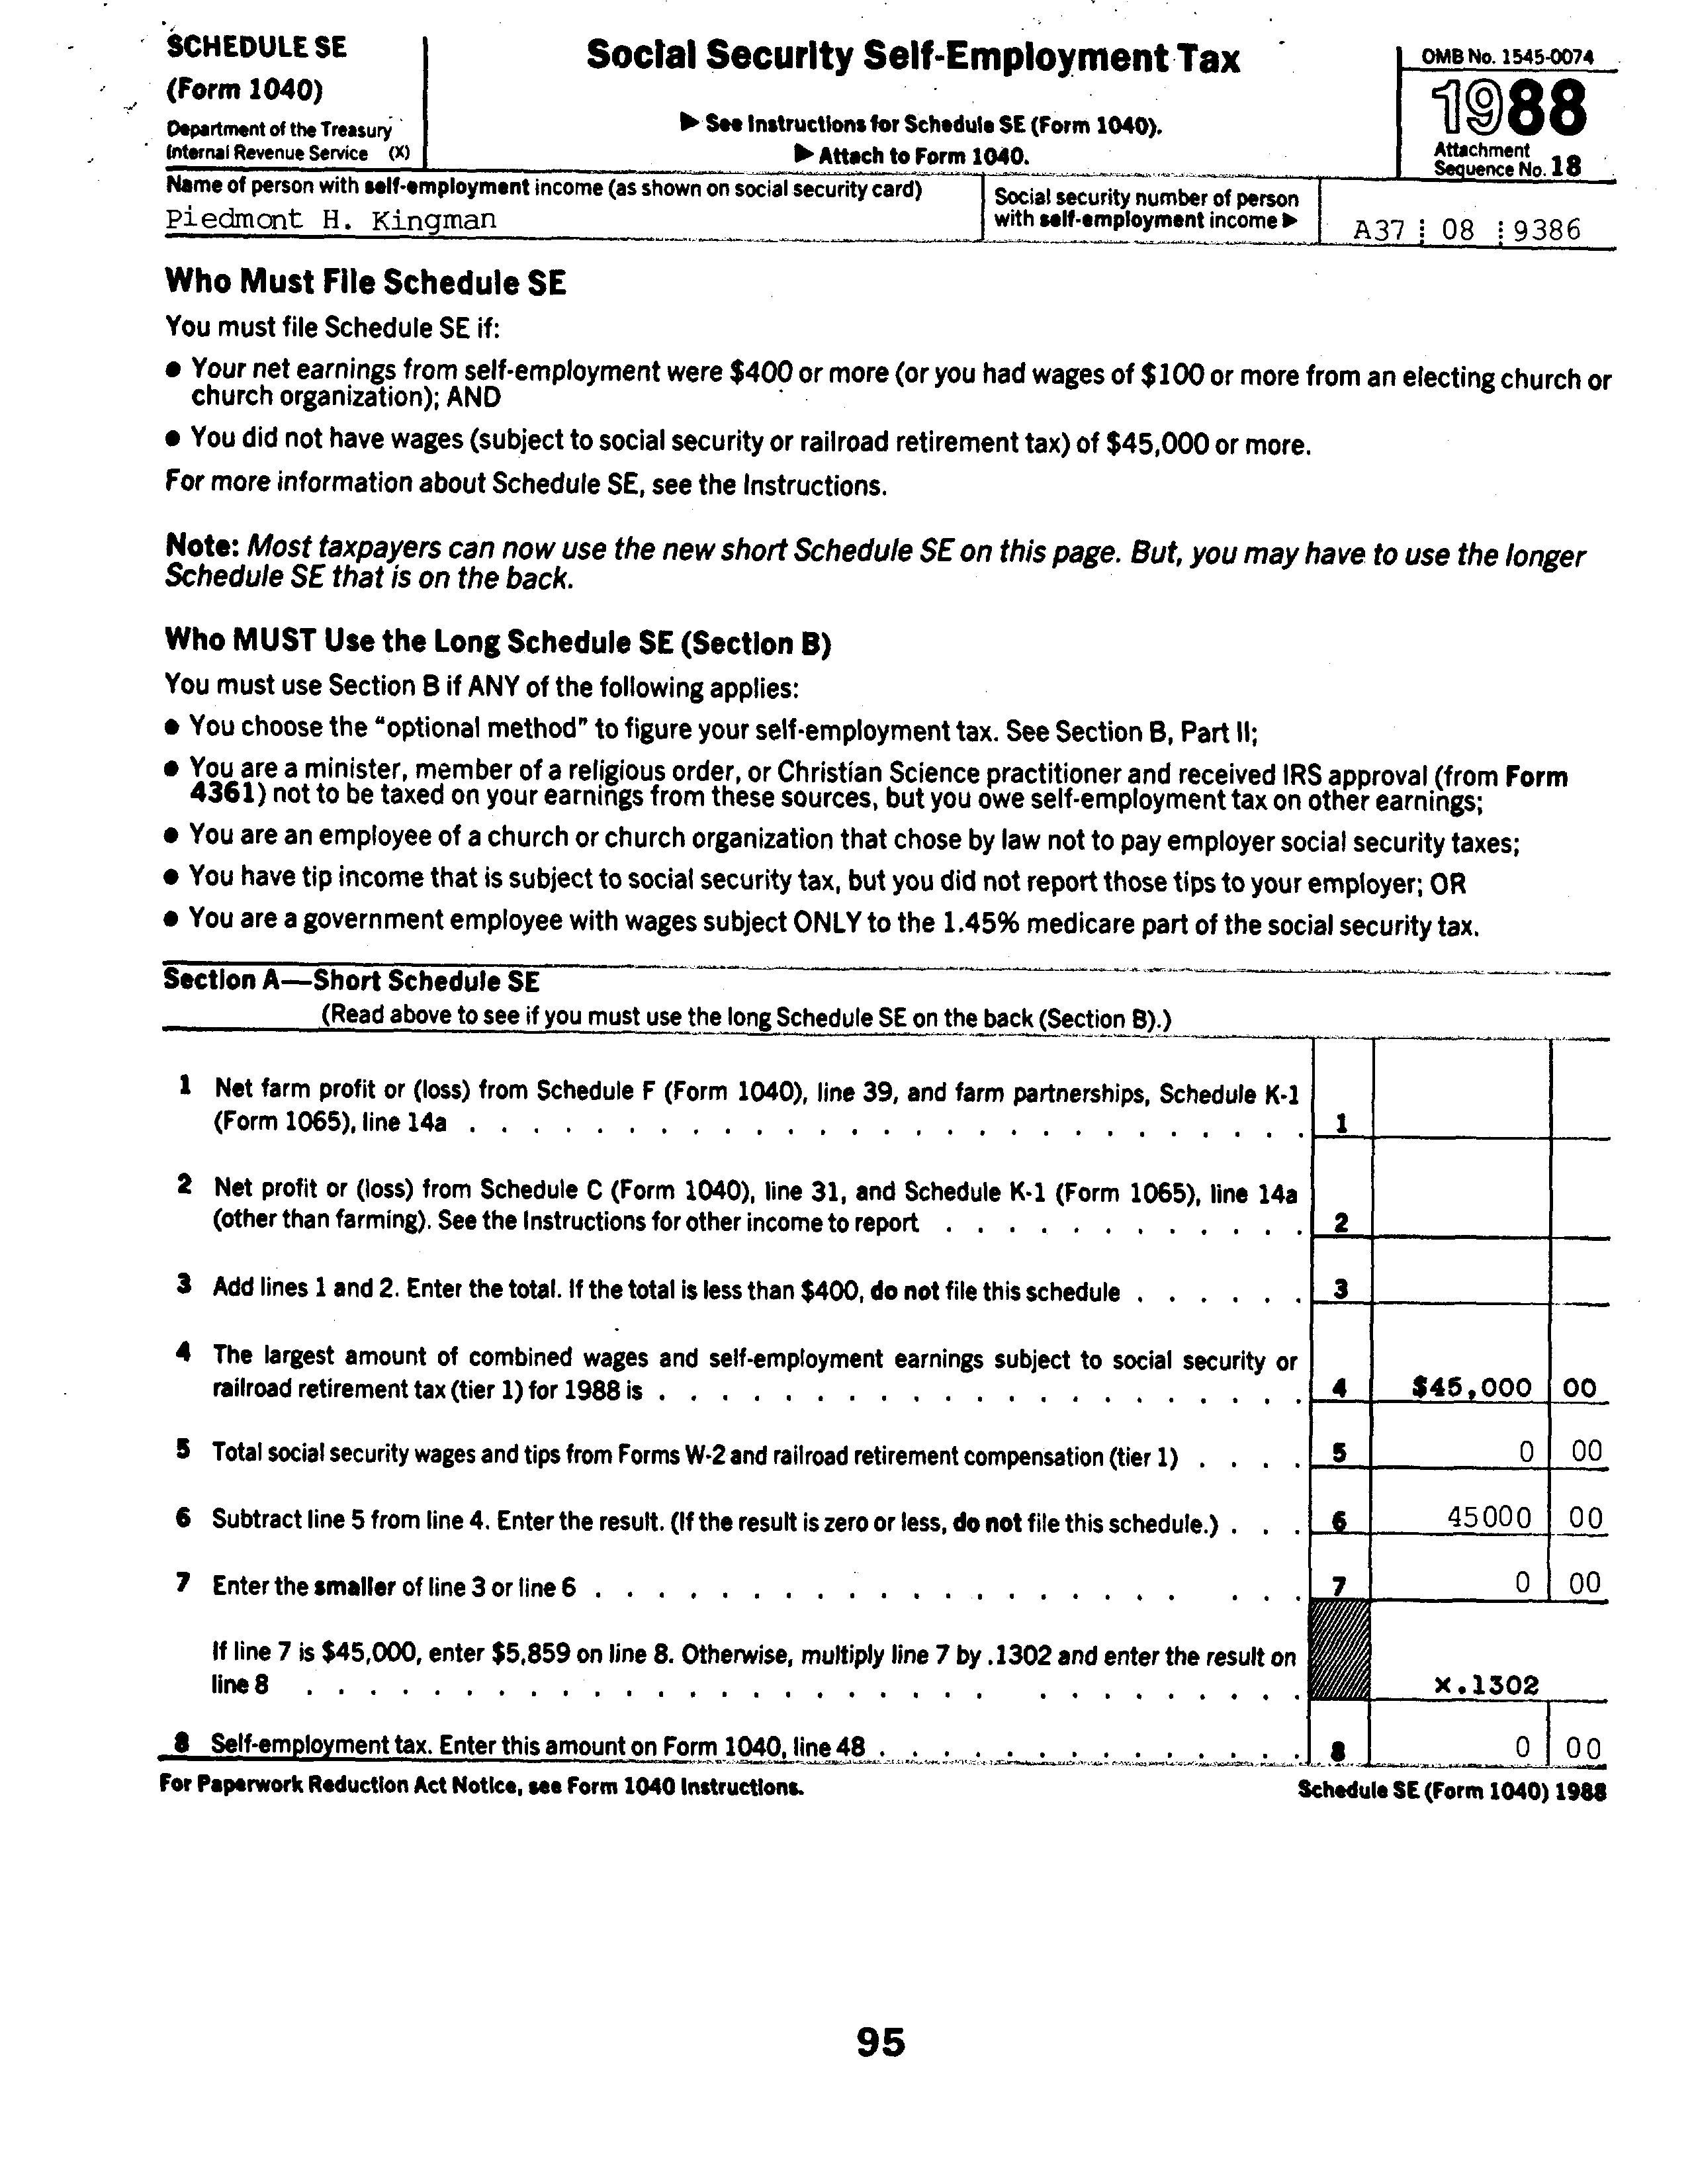 SCHEDULE SE
(Form 1040)
Department of the Treasury
Internal Revenue Service (X)
Social Security Self-Employment Tax
▶ See Instructions for Schedule SE (Form 1040).
▶ Attach to Form 1040.
OMB No. 1545-0074
1988
Attachment
Sequence No. 18
Name of person with self-employment income (as shown on social security card)
Piedmont H. Kingman
Social security number of person
with self-employment income ▶
A37 08 9386
Who Must File Schedule SE
You must file Schedule SE if:
● Your net earnings from self-employment were $400 or more (or you had wages of $100 or more from an electing church or
church organization); AND
● You did not have wages (subject to social security or railroad retirement tax) of $45,000 or more.
For more information about Schedule SE, see the Instructions.
Note: Most taxpayers can now use the new short Schedule SE on this page. But, you may have to use the longer
Schedule SE that is on the back.
Who MUST Use the Long Schedule SE (Section B)
You must use Section B if ANY of the following applies:
● You choose the “optional method” to figure your self-employment tax. See Section B, Part II;
● You are a minister, member of a religious order, or Christian Science practitioner and received IRS approval (from Form
4361) not to be taxed on your earnings from these sources, but you owe self-employment tax on other earnings;
● You are an employee of a church or church organization that chose by law not to pay employer social security taxes;
● You have tip income that is subject to social security tax, but you did not report those tips to your employer; OR
● You are a government employee with wages subject ONLY to the 1.45% medicare part of the social security tax.
Section A—Short Schedule SE
(Read above to see if you must use the long Schedule SE on the back (Section B).)
1 Net farm profit or (loss) from Schedule F (Form 1040), line 39, and farm partnerships, Schedule K-1
(Form 1065), line 14a . . . . . . . . . . . . . . . . . . . . . . . . . . . 1
2 Net profit or (loss) from Schedule C (Form 1040), line 31, and Schedule K-1 (Form 1065), line 14a
(other than farming). See the Instructions for other income to report . . . . . . . . . . . . 2
3 Add lines 1 and 2. Enter the total. If the total is less than $400, do not file this schedule . . . . . . 3
4 The largest amount of combined wages and self-employment earnings subject to social security or
railroad retirement tax (tier 1) for 1988 is . . . . . . . . . . . . . . . . . . . . . 4 $45,000 00
5 Total social security wages and tips from Forms W-2 and railroad retirement compensation (tier 1) . . . . 5 0 00
6 Subtract line 5 from line 4. Enter the result. (If the result is zero or less, do not file this schedule.) . . . 6 45000 00
7 Enter the smaller of line 3 or line 6 . . . . . . . . . . . . . . . . . . . . . . 7 0 00
If line 7 is $45,000, enter $5,859 on line 8. Otherwise, multiply line 7 by .1302 and enter the result on
line 8 . . . . . . . . . . . . . . . . . . . . . . . . . . . . . . . x.1302
8 Self-employment tax. Enter this amount on Form 1040, line 48 . . . . . . . . . . . . . . 8 0 00
For Paperwork Reduction Act Notice, see Form 1040 Instructions.
Schedule SE (Form 1040) 1988
95